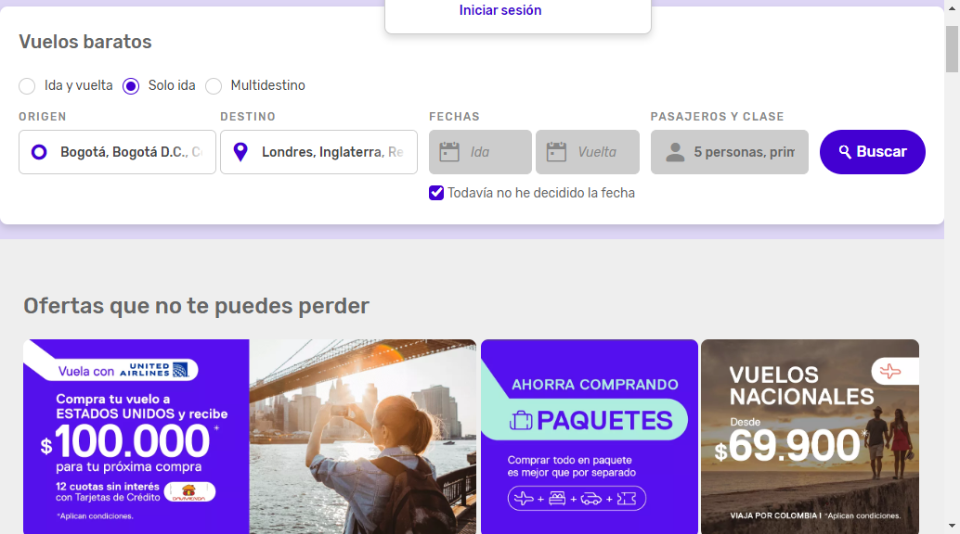 Iniciar sesión
Vuelos baratos
Ida y vuelta
Solo ida
Multidestino
ORIGEN
DESTINO
FECHAS
PASAJEROS Y CLASE
Bogotá, Bogotá D.C., C
Londres, Inglaterra, Re
Ida
Vuelta
5 personas, prim
Buscar
Todavía no he decidido la fecha
Ofertas que no te puedes perder
Vuela con UNITED AIRLINES
Compra tu vuelo a
ESTADOS UNIDOS y recibe
$100.000*
para tu próxima compra
12 cuotas sin interés
con Tarjetas de Crédito
DAVIVIENDA
*Aplican condiciones.
AHORA COMPRANDO
PAQUETES
Comprar todo en paquete
es mejor que por separado
VUELOS
NACIONALES
Desde
$69.900
VIAJA POR COLOMBIA | *Aplican condiciones.